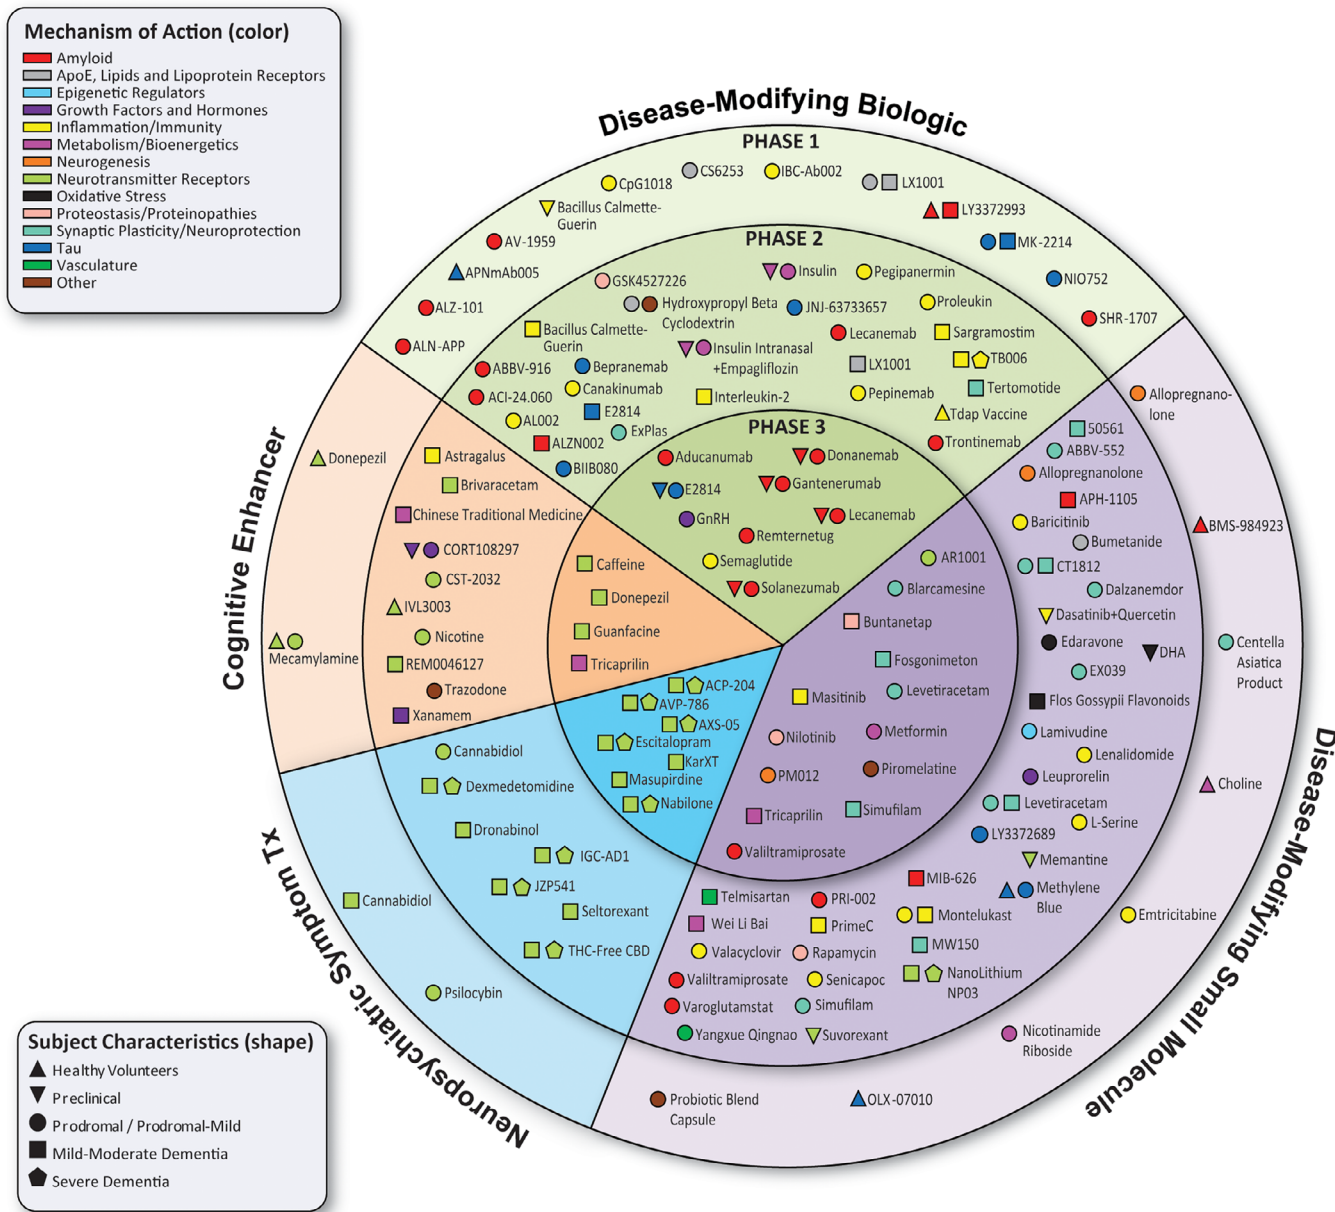 Mechanism of Action (color)
Amyloid
ApoE, Lipids and Lipoprotein Receptors
Epigenetic Regulators
Growth Factors and Hormones
Inflammation/Immunity
Metabolism/Bioenergetics
Neurogenesis
Neurotransmitter Receptors
Oxidative Stress
Proteostasis/Proteinopathies
Synaptic Plasticity/Neuroprotection
Tau
Vasculature
Other
Disease-Modifying Biologic
PHASE 1
CS6253
IBC-Ab002
CpG1018
LX1001
Bacillus Calmette-
Guerin
LY3372993
AV-1959
MK-2214
APNmAb005
NIO752
ALZ-101
SHR-1707
ALN-APP
PHASE 2
GSK4527226
Insulin
Pegipanermin
Hydroxypropyl Beta
Cyclodextrin
JNJ-63733657
Proleukin
Bacillus Calmette-
Guerin
Lecanemab
Sargramostim
Insulin Intranasal
+Empagliflozin
ABBV-916
Bepranemab
LX1001
TB006
ACI-24.060
Canakinumab
Interleukin-2
Pepinemab
Tertomotide
AL002
E2814
Tdap Vaccine
ALZN002
ExPlas
Trontinemab
BIIB080
PHASE 3
Aducanumab
Donanemab
E2814
Gantenerumab
GnRH
Lecanemab
Remternetug
Semaglutide
Solanezumab
Cognitive Enhancer
Donepezil
Mecamylamine
Astragalus
Brivaracetam
Chinese Traditional Medicine
CORT108297
CST-2032
IVL3003
Nicotine
REM0046127
Trazodone
Xanamem
Caffeine
Donepezil
Guanfacine
Tricaprilin
Neuropsychiatric Symptom Tx
ACP-204
AVP-786
AXS-05
Escitalopram
KarXT
Masupirdine
Nabilone
Cannabidiol
Dexmedetomidine
Dronabinol
IGC-AD1
JZP541
Seltorexant
THC-Free CBD
Cannabidiol
Psilocybin
Disease-Modifying Small Molecule
AR1001
Blarcamesine
Buntanetap
Fosgonimeton
Masitinib
Levetiracetam
Nilotinib
Metformin
PM012
Piromelatine
Tricaprilin
Simufilam
Valiltramiprosate
50561
ABBV-552
Allopregnanolone
APH-1105
Baricitinib
Bumetanide
CT1812
Dalzanemdor
Dasatinib+Quercetin
Edaravone
DHA
EX039
Flos Gossypii Flavonoids
Lamivudine
Lenalidomide
Leuprorelin
Levetiracetam
L-Serine
LY3372689
Memantine
MIB-626
Methylene
Blue
Telmisartan
PRI-002
Montelukast
Wei Li Bai
PrimeC
MW150
Valacyclovir
Rapamycin
NanoLithium
NP03
Valiltramiprosate
Senicapoc
Varoglutamstat
Simufilam
Yangxue Qingnao
Suvorexant
Allopregnano-
lone
BMS-984923
Centella
Asiatica
Product
Choline
Emtricitabine
Nicotinamide
Riboside
OLX-07010
Probiotic Blend
Capsule
Subject Characteristics (shape)
Healthy Volunteers
Preclinical
Prodromal / Prodromal-Mild
Mild-Moderate Dementia
Severe Dementia